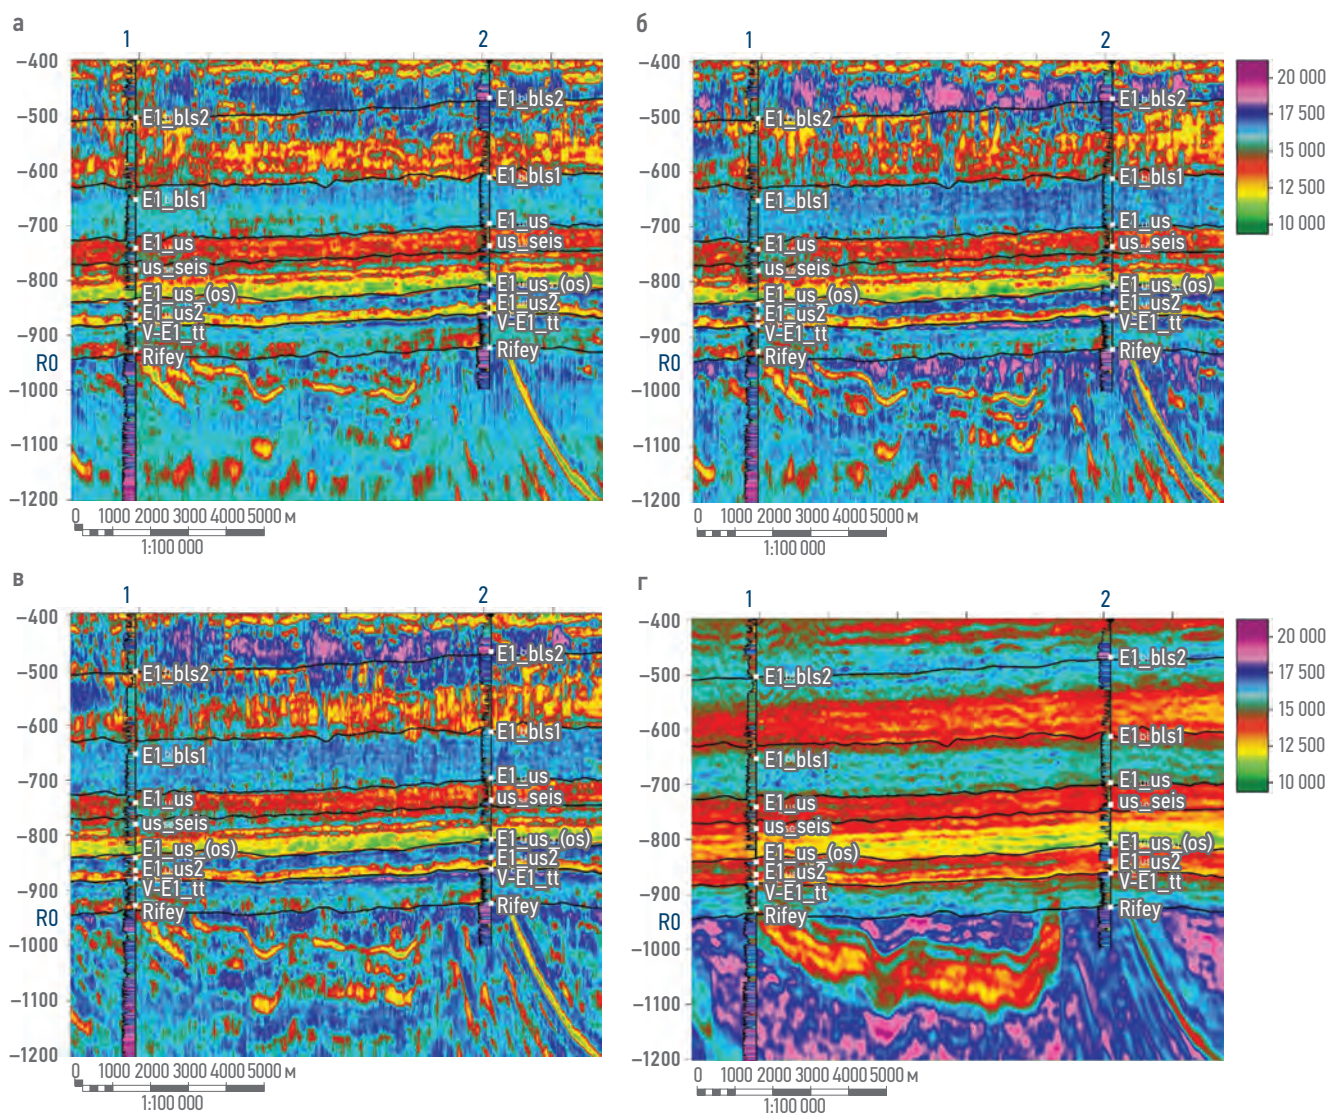 а
1 2
–400
–500
–600
–700
–800
–900
R0
–1000
–1100
–1200
E1_bls2
E1_bls2
E1_bls1
E1_bls1
E1_us
E1_us
us_seis
us_seis
E1_us_(os)
E1_us_(os)
E1_us2
E1_us2
V-E1_tt
V-E1_tt
Rifey
Rifey
0 1000 2000 3000 4000 5000 м
1:100 000
б
1 2
–400
–500
–600
–700
–800
–900
R0
–1000
–1100
–1200
E1_bls2
E1_bls2
E1_bls1
E1_bls1
E1_us
E1_us
us_seis
us_seis
E1_us_(os)
E1_us_(os)
E1_us2
E1_us2
V-E1_tt
V-E1_tt
Rifey
Rifey
20 000
17 500
15 000
12 500
10 000
0 1000 2000 3000 4000 5000 м
1:100 000
в
1 2
–400
–500
–600
–700
–800
–900
R0
–1000
–1100
–1200
E1_bls2
E1_bls2
E1_bls1
E1_bls1
E1_us
E1_us
us_seis
us_seis
E1_us_(os)
E1_us_(os)
E1_us2
E1_us2
V-E1_tt
V-E1_tt
Rifey
Rifey
0 1000 2000 3000 4000 5000 м
1:100 000
г
1 2
–400
–500
–600
–700
–800
–900
R0
–1000
–1100
–1200
E1_bls2
E1_bls2
E1_bls1
E1_bls1
E1_us
E1_us
us_seis
us_seis
E1_us_(os)
E1_us_(os)
E1_us2
E1_us2
V-E1_tt
V-E1_tt
Rifey
Rifey
20 000
17 500
15 000
12 500
10 000
0 1000 2000 3000 4000 5000 м
1:100 000